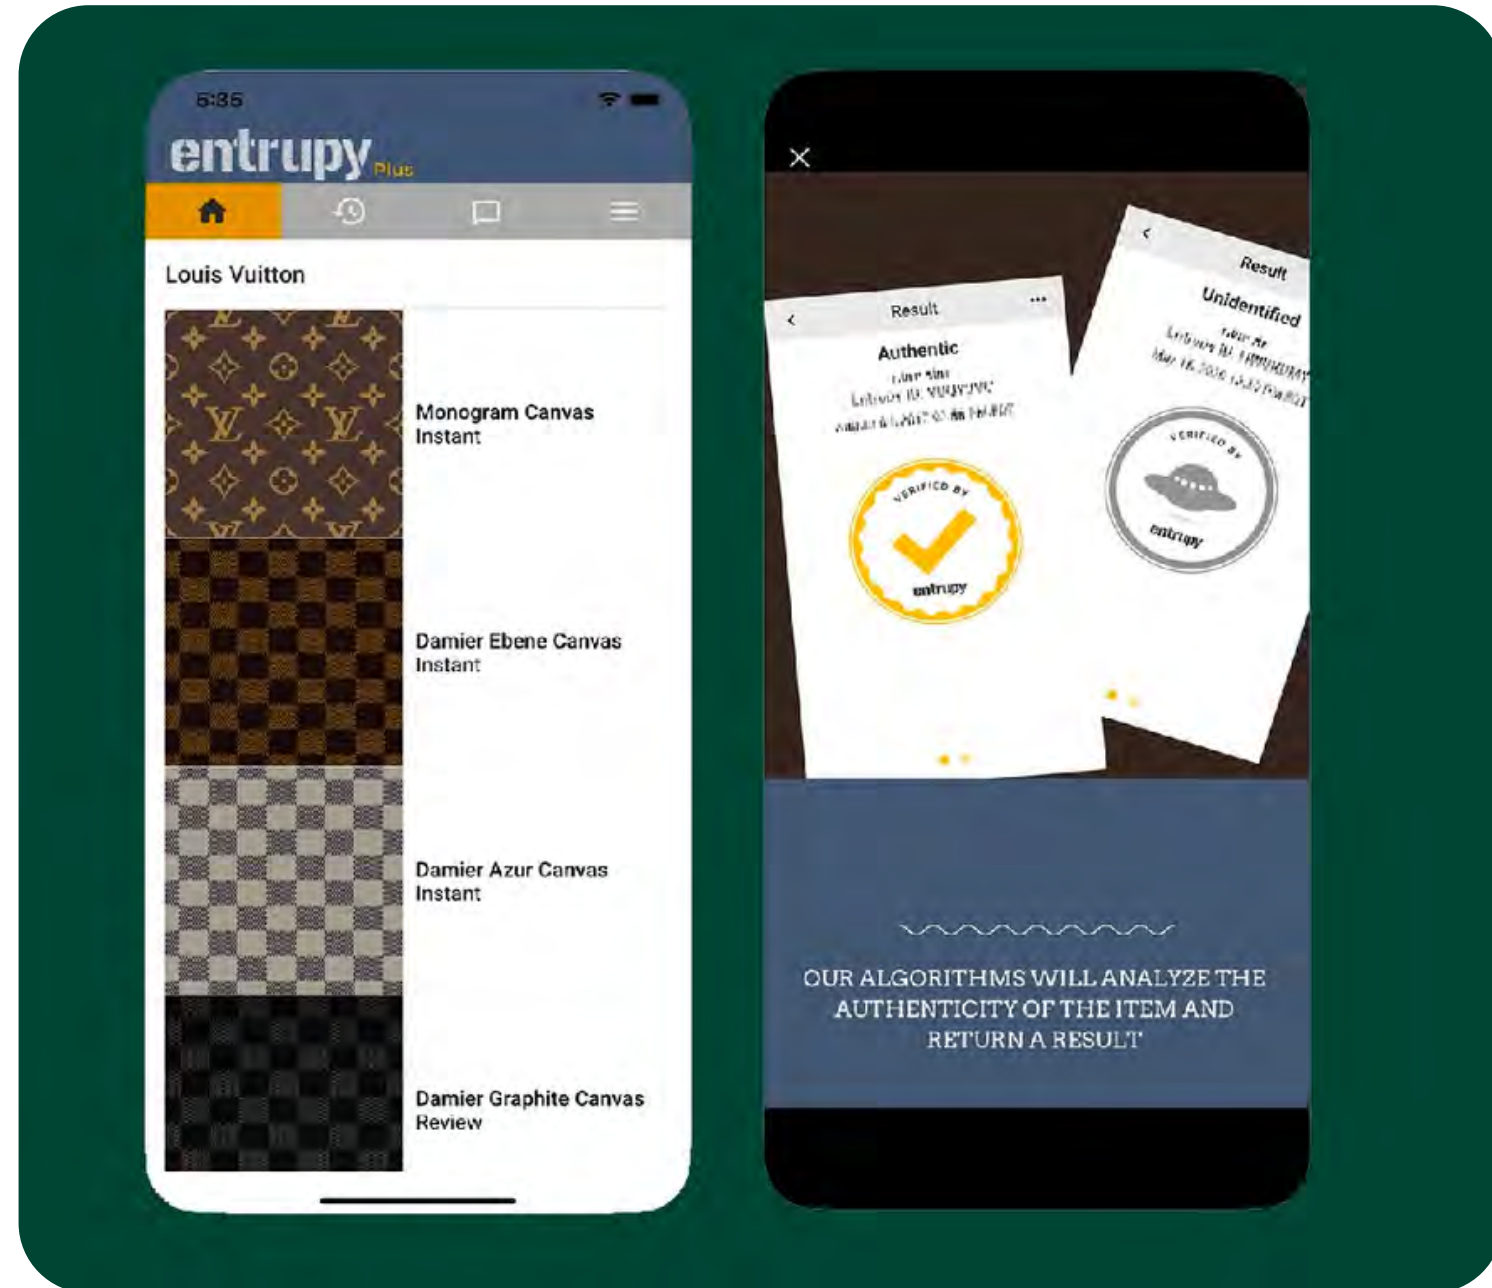 5:35
entrupy Plus
Louis Vuitton
Monogram Canvas
Instant
Damier Ebene Canvas
Instant
Damier Azur Canvas
Instant
Damier Graphite Canvas
Review
Result
Authentic
VERIFIED BY
entrupy
Result
Unidentified
VERIFIED BY
entrupy
OUR ALGORITHMS WILL ANALYZE THE
AUTHENTICITY OF THE ITEM AND
RETURN A RESULT